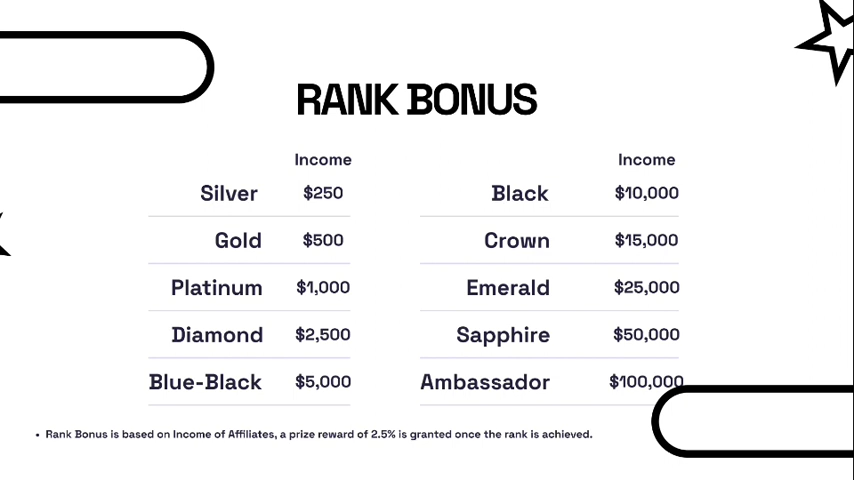 RANK BONUS
Income Income
Silver $250 Black $10,000
Gold $500 Crown $15,000
Platinum $1,000 Emerald $25,000
Diamond $2,500 Sapphire $50,000
Blue-Black $5,000 Ambassador $100,000
• Rank Bonus is based on Income of Affiliates, a prize reward of 2.5% is granted once the rank is achieved.